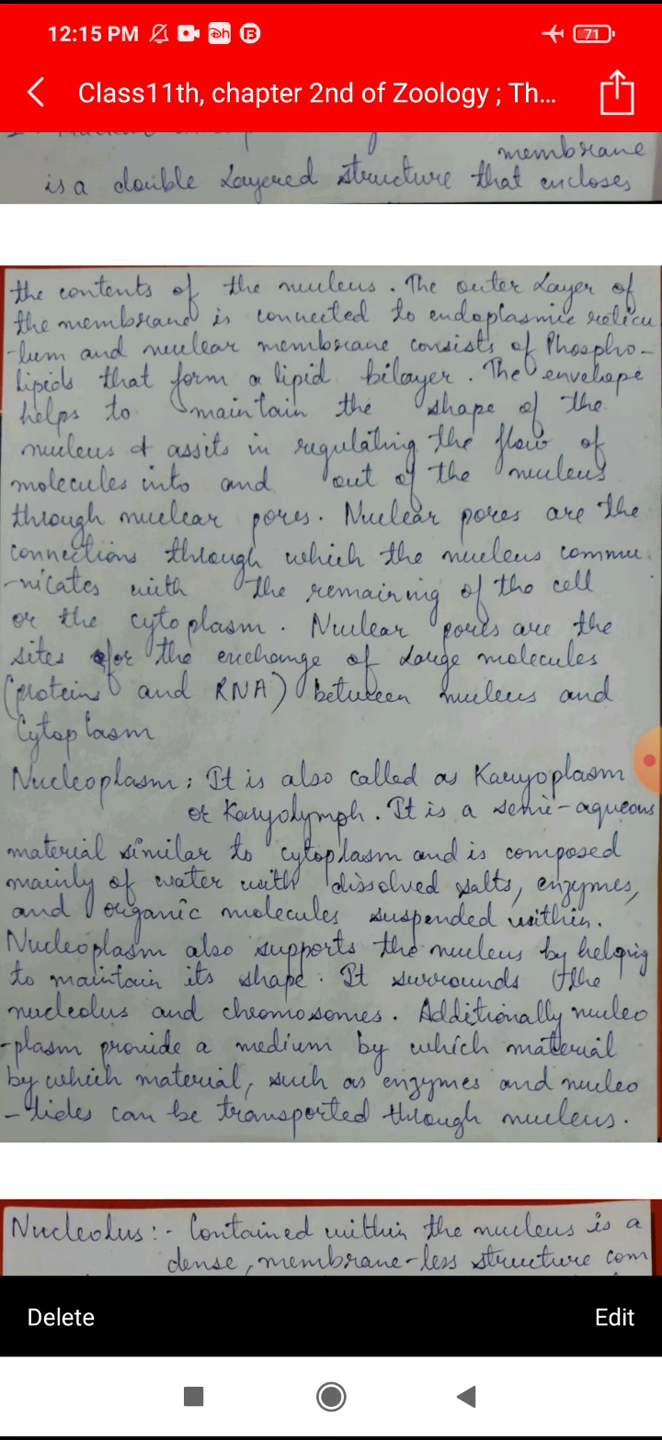 12:15 PM
71
Class11th, chapter 2nd of Zoology ; Th...
membrane
is a double layered structure that encloses
the contents of the nucleus . The outer layer of
the membrane is connected to endoplasmic reticu
-lum and nuclear membrane consists of Phospho-
lipids that form a lipid bilayer . The envelope
helps to maintain the shape of the
nucleus & assits in regulating the flow of
molecules into and out of the nucleus
through nuclear pores. Nuclear pores are the
connections through which the nucleus commu
-nicates with the remaining of the cell
or the cytoplasm . Nuclear pores are the
sites for the exchange of large molecules
(protein and RNA) between nucleus and
Cytoplasm
Nucleoplasm : It is also called as Karyoplasm
or Karyolymph . It is a semi-aqueous
material similar to cytoplasm and is composed
mainly of water with dissolved salts, enzymes,
and organic molecules suspended within.
Nucleoplasm also supports the nucleus by helping
to maintain its shape . It surrounds the
nucleolus and chromosomes . Additionally nucleo
-plasm provide a medium by which material
by which material, such as enzymes and nucleo
-tides can be transported through nucleus .
Nucleolus :- Contained within the nucleus is a
dense, membrane-less structure com
Delete
Edit